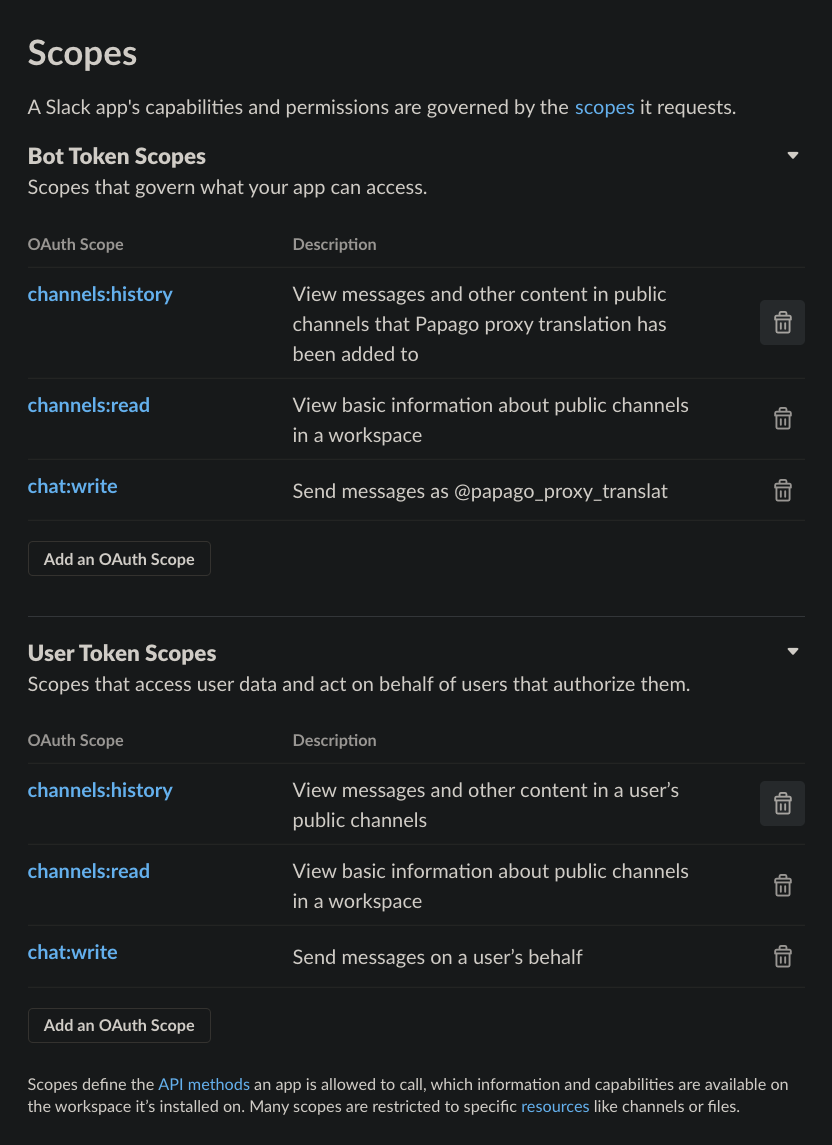 Scopes
A Slack app's capabilities and permissions are governed by the scopes it requests.
Bot Token Scopes
Scopes that govern what your app can access.
OAuth Scope Description
channels:history View messages and other content in public
channels that Papago proxy translation has
been added to
channels:read View basic information about public channels
in a workspace
chat:write Send messages as @papago_proxy_translat
Add an OAuth Scope
User Token Scopes
Scopes that access user data and act on behalf of users that authorize them.
OAuth Scope Description
channels:history View messages and other content in a user’s
public channels
channels:read View basic information about public channels
in a workspace
chat:write Send messages on a user’s behalf
Add an OAuth Scope
Scopes define the API methods an app is allowed to call, which information and capabilities are available on
the workspace it’s installed on. Many scopes are restricted to specific resources like channels or files.